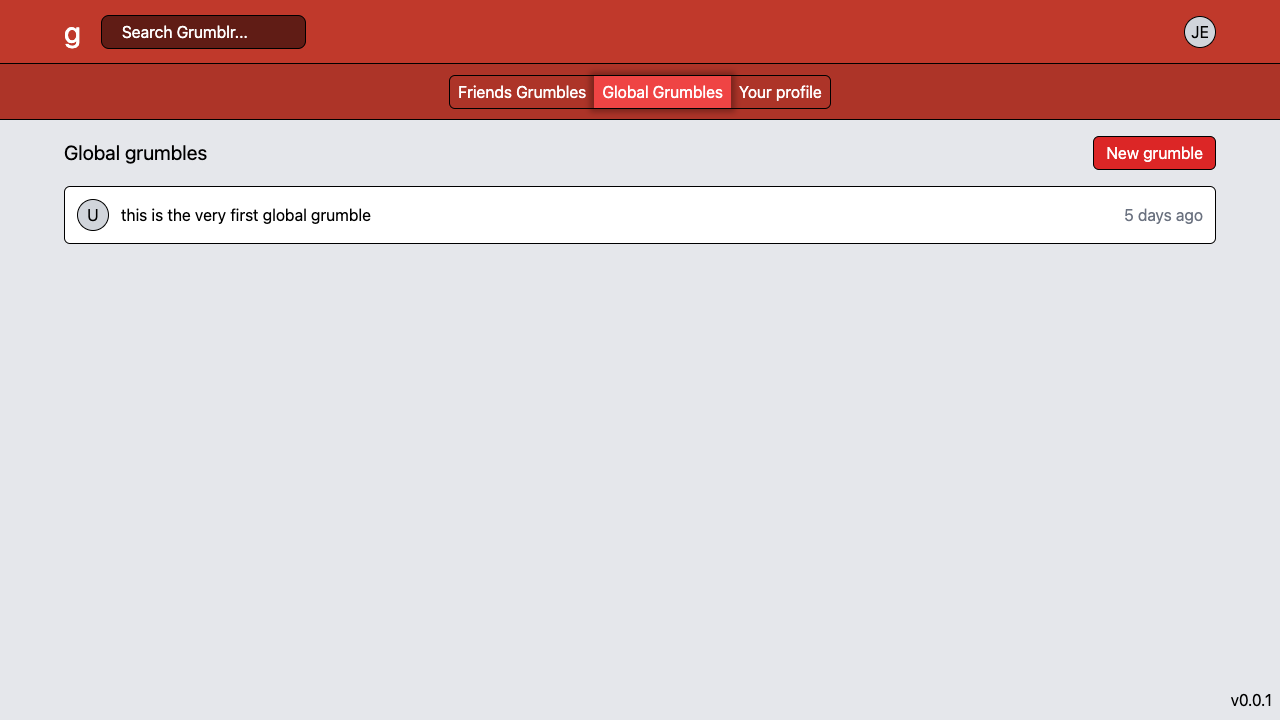 g
Search Grumblr...
JE
Friends Grumbles
Global Grumbles
Your profile
Global grumbles
New grumble
U
this is the very first global grumble
5 days ago
v0.0.1